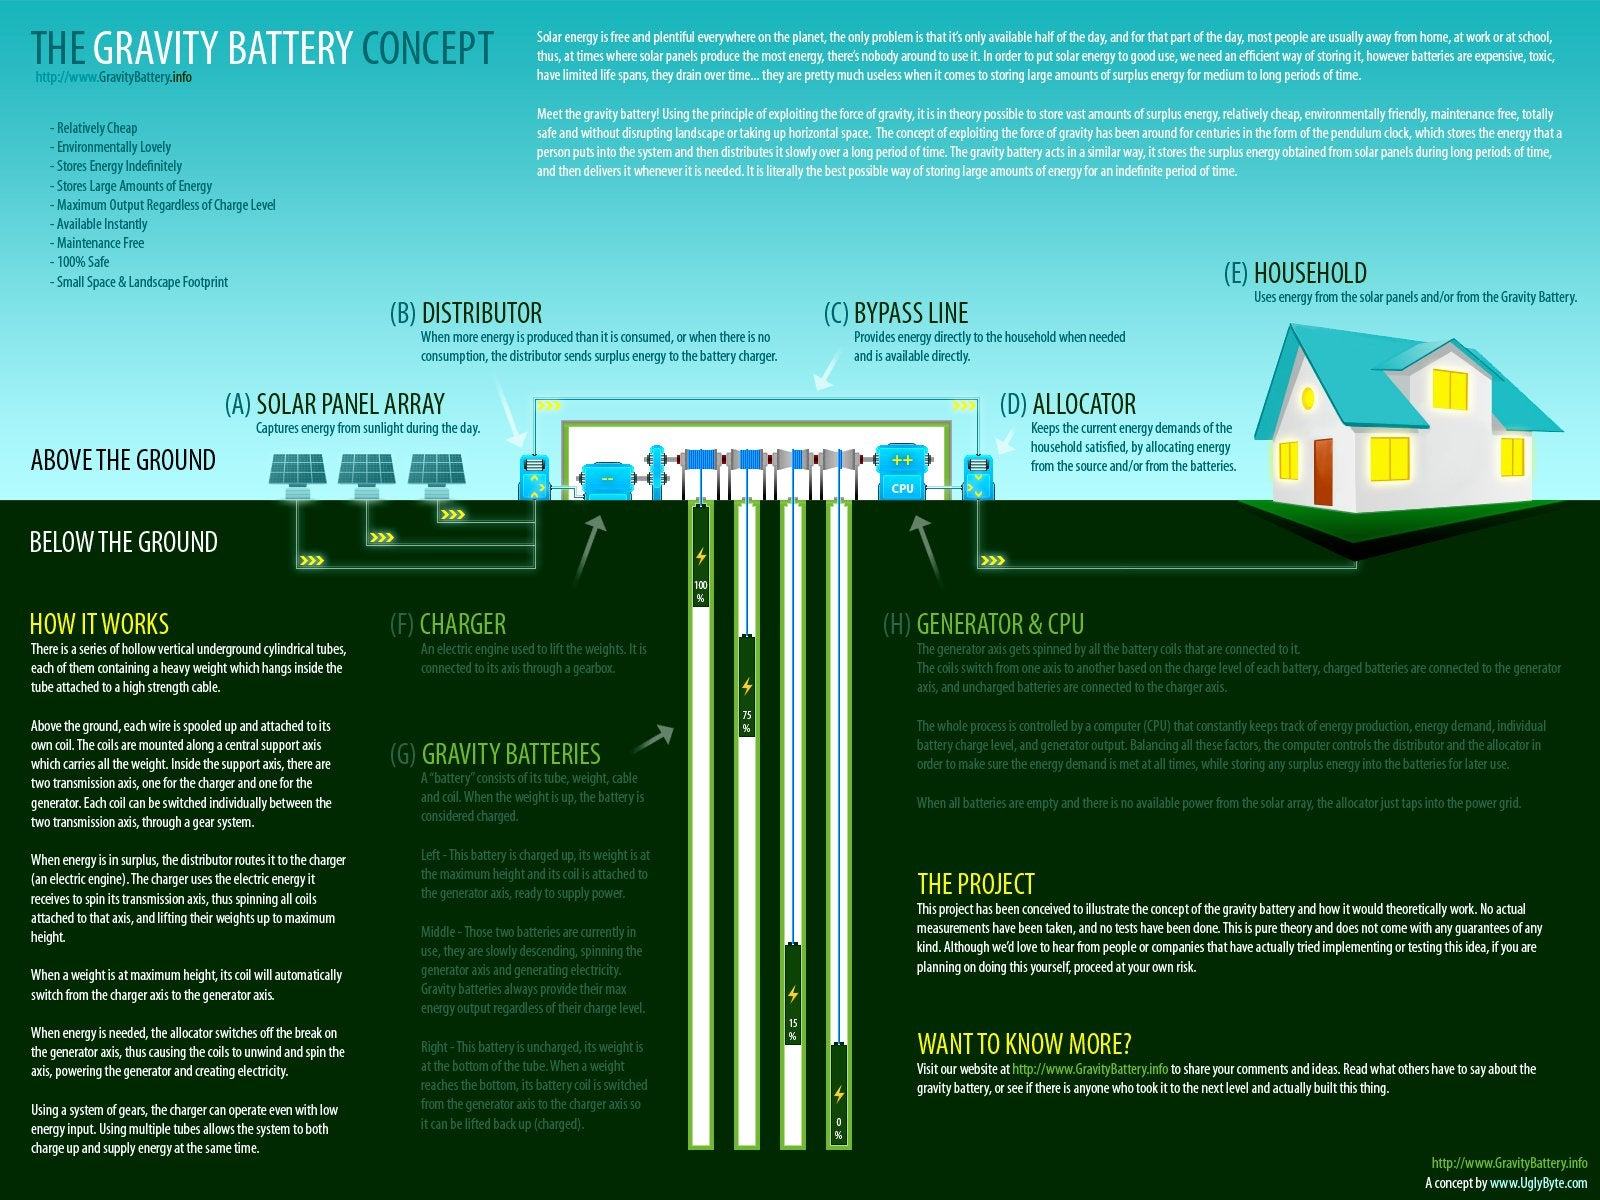 THE GRAVITY BATTERY CONCEPT
http://www.GravityBattery.info
- Relatively Cheap
- Environmentally Lovely
- Stores Energy Indefinitely
- Stores Large Amounts of Energy
- Maximum Output Regardless of Charge Level
- Available Instantly
- Maintenance Free
- 100% Safe
- Small Space & Landscape Footprint
Solar energy is free and plentiful everywhere on the planet, the only problem is that it's only available half of the day, and for that part of the day, most people are usually away from home, at work or at school,
thus, at times where solar panels produce the most energy, there's nobody around to use it. In order to put solar energy to good use, we need an efficient way of storing it, however batteries are expensive, toxic,
have limited life spans, they drain over time... they are pretty much useless when it comes to storing large amounts of surplus energy for medium to long periods of time.
Meet the gravity battery! Using the principle of exploiting the force of gravity, it is in theory possible to store vast amounts of surplus energy, relatively cheap, environmentally friendly, maintenance free, totally
safe and without disrupting landscape or taking up horizontal space. The concept of exploiting the force of gravity has been around for centuries in the form of the pendulum clock, which stores the energy that a
person puts into the system and then distributes it slowly over a long period of time. The gravity battery acts in a similar way, it stores the surplus energy obtained from solar panels during long periods of time,
and then delivers it whenever it is needed. It is literally the best possible way of storing large amounts of energy for an indefinite period of time.
(E) HOUSEHOLD
Uses energy from the solar panels and/or from the Gravity Battery.
(B) DISTRIBUTOR
When more energy is produced than it is consumed, or when there is no
consumption, the distributor sends surplus energy to the battery charger.
(C) BYPASS LINE
Provides energy directly to the household when needed
and is available directly.
(A) SOLAR PANEL ARRAY
Captures energy from sunlight during the day.
(D) ALLOCATOR
Keeps the current energy demands of the
household satisfied, by allocating energy
from the source and/or from the batteries.
ABOVE THE GROUND
--
++
CPU
BELOW THE GROUND
100
%
75
%
15
%
0
%
HOW IT WORKS
There is a series of hollow vertical underground cylindrical tubes,
each of them containing a heavy weight which hangs inside the
tube attached to a high strength cable.
Above the ground, each wire is spooled up and attached to its
own coil. The coils are mounted along a central support axis
which carries all the weight. Inside the support axis, there are
two transmission axis, one for the charger and one for the
generator. Each coil can be switched individually between the
two transmission axis, through a gear system.
When energy is in surplus, the distributor routes it to the charger
(an electric engine). The charger uses the electric energy it
receives to spin its transmission axis, thus spinning all coils
attached to that axis, and lifting their weights up to maximum
height.
When a weight is at maximum height, its coil will automatically
switch from the charger axis to the generator axis.
When energy is needed, the allocator switches off the break on
the generator axis, thus causing the coils to unwind and spin the
axis, powering the generator and creating electricity.
Using a system of gears, the charger can operate even with low
energy input. Using multiple tubes allows the system to both
charge up and supply energy at the same time.
(F) CHARGER
An electric engine used to lift the weights. It is
connected to its axis through a gearbox.
(G) GRAVITY BATTERIES
A "battery" consists of its tube, weight, cable
and coil. When the weight is up, the battery is
considered charged.
Left - This battery is charged up, its weight is at
the maximum height and its coil is attached to
the generator axis, ready to supply power.
Middle - Those two batteries are currently in
use, they are slowly descending, spinning the
generator axis and generating electricity.
Gravity batteries always provide their max
energy output regardless of their charge level.
Right - This battery is uncharged, its weight is
at the bottom of the tube. When a weight
reaches the bottom, its battery coil is switched
from the generator axis to the charger axis so
it can be lifted back up (charged).
(H) GENERATOR & CPU
The generator axis gets spinned by all the battery coils that are connected to it.
The coils switch from one axis to another based on the charge level of each battery, charged batteries are connected to the generator
axis, and uncharged batteries are connected to the charger axis.
The whole process is controlled by a computer (CPU) that constantly keeps track of energy production, energy demand, individual
battery charge level, and generator output. Balancing all these factors, the computer controls the distributor and the allocator in
order to make sure the energy demand is met at all times, while storing any surplus energy into the batteries for later use.
When all batteries are empty and there is no available power from the solar array, the allocator just taps into the power grid.
THE PROJECT
This project has been conceived to illustrate the concept of the gravity battery and how it would theoretically work. No actual
measurements have been taken, and no tests have been done. This is pure theory and does not come with any guarantees of any
kind. Although we'd love to hear from people or companies that have actually tried implementing or testing this idea, if you are
planning on doing this yourself, proceed at your own risk.
WANT TO KNOW MORE?
Visit our website at http://www.GravityBattery.info to share your comments and ideas. Read what others have to say about the
gravity battery, or see if there is anyone who took it to the next level and actually built this thing.
http://www.GravityBattery.info
A concept by www.UglyByte.com